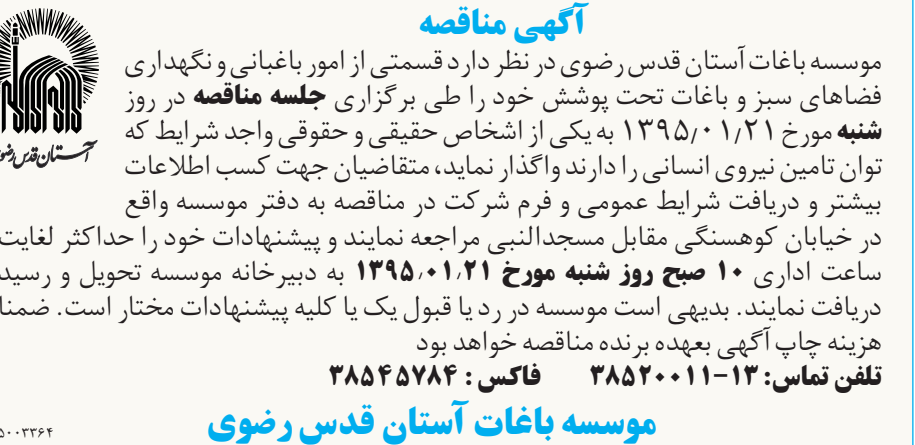 آگهی مناقصه
موسسه باغات آستان قدس رضوی در نظر دارد قسمتی از امور باغبانی و نگهداری
فضاهای سبز و باغات تحت پوشش خود را طی برگزاری جلسه مناقصه در روز
شنبه مورخ ۱۳۹۵/۰۱/۲۱ به یکی از اشخاص حقیقی و حقوقی واجد شرایط که
توان تامین نیروی انسانی را دارند واگذار نماید، متقاضیان جهت کسب اطلاعات
بیشتر و دریافت شرایط عمومی و فرم شرکت در مناقصه به دفتر موسسه واقع
در خیابان کوهسنگی مقابل مسجدالنبی مراجعه نمایند و پیشنهادات خود را حداکثر لغایت
ساعت اداری ۱۰ صبح روز شنبه مورخ ۱۳۹۵/۰۱/۲۱ به دبیرخانه موسسه تحویل و رسید
دریافت نمایند. بدیهی است موسسه در رد یا قبول یک یا کلیه پیشنهادات مختار است. ضمنا
هزینه چاپ آگهی بعهده برنده مناقصه خواهد بود
تلفن تماس: ۱۳-۳۸۵۲۰۰۱۱ فاکس : ۳۸۵۴۵۷۸۴
موسسه باغات آستان قدس رضوی
آستان قدس رضوی
۵۰۰۳۳۶۴